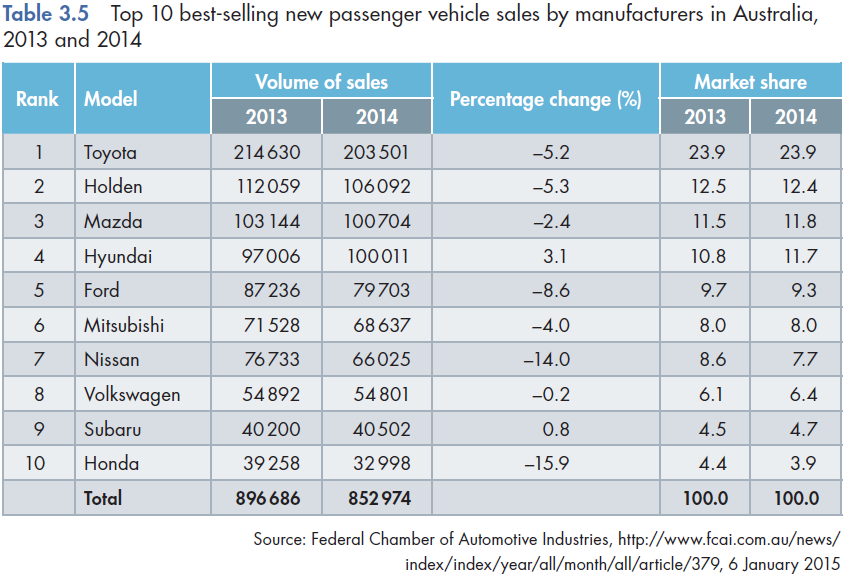 Table 3.5 Top 10 best-selling new passenger vehicle sales by manufacturers in Australia,
2013 and 2014
Rank Model Volume of sales Percentage change (%) Market share
2013 2014 2013 2014
1 Toyota 214 630 203 501 –5.2 23.9 23.9
2 Holden 112 059 106 092 –5.3 12.5 12.4
3 Mazda 103 144 100 704 –2.4 11.5 11.8
4 Hyundai 97 006 100 011 3.1 10.8 11.7
5 Ford 87 236 79 703 –8.6 9.7 9.3
6 Mitsubishi 71 528 68 637 –4.0 8.0 8.0
7 Nissan 76 733 66 025 –14.0 8.6 7.7
8 Volkswagen 54 892 54 801 –0.2 6.1 6.4
9 Subaru 40 200 40 502 0.8 4.5 4.7
10 Honda 39 258 32 998 –15.9 4.4 3.9
Total 896 686 852 974 100.0 100.0
Source: Federal Chamber of Automotive Industries, http://www.fcai.com.au/news/
index/index/year/all/month/all/article/379, 6 January 2015